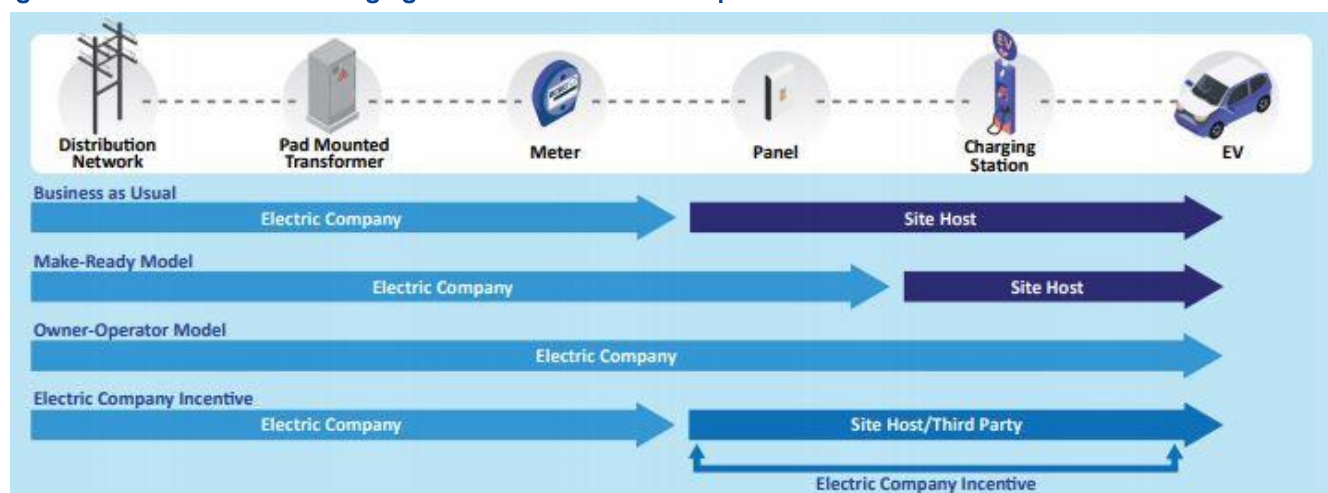 Distribution
Network
Pad Mounted
Transformer
Meter
Panel
EV
Charging
Station
EV
Business as Usual
Electric Company
Site Host
Make-Ready Model
Electric Company
Site Host
Owner-Operator Model
Electric Company
Electric Company Incentive
Electric Company
Site Host/Third Party
Electric Company Incentive